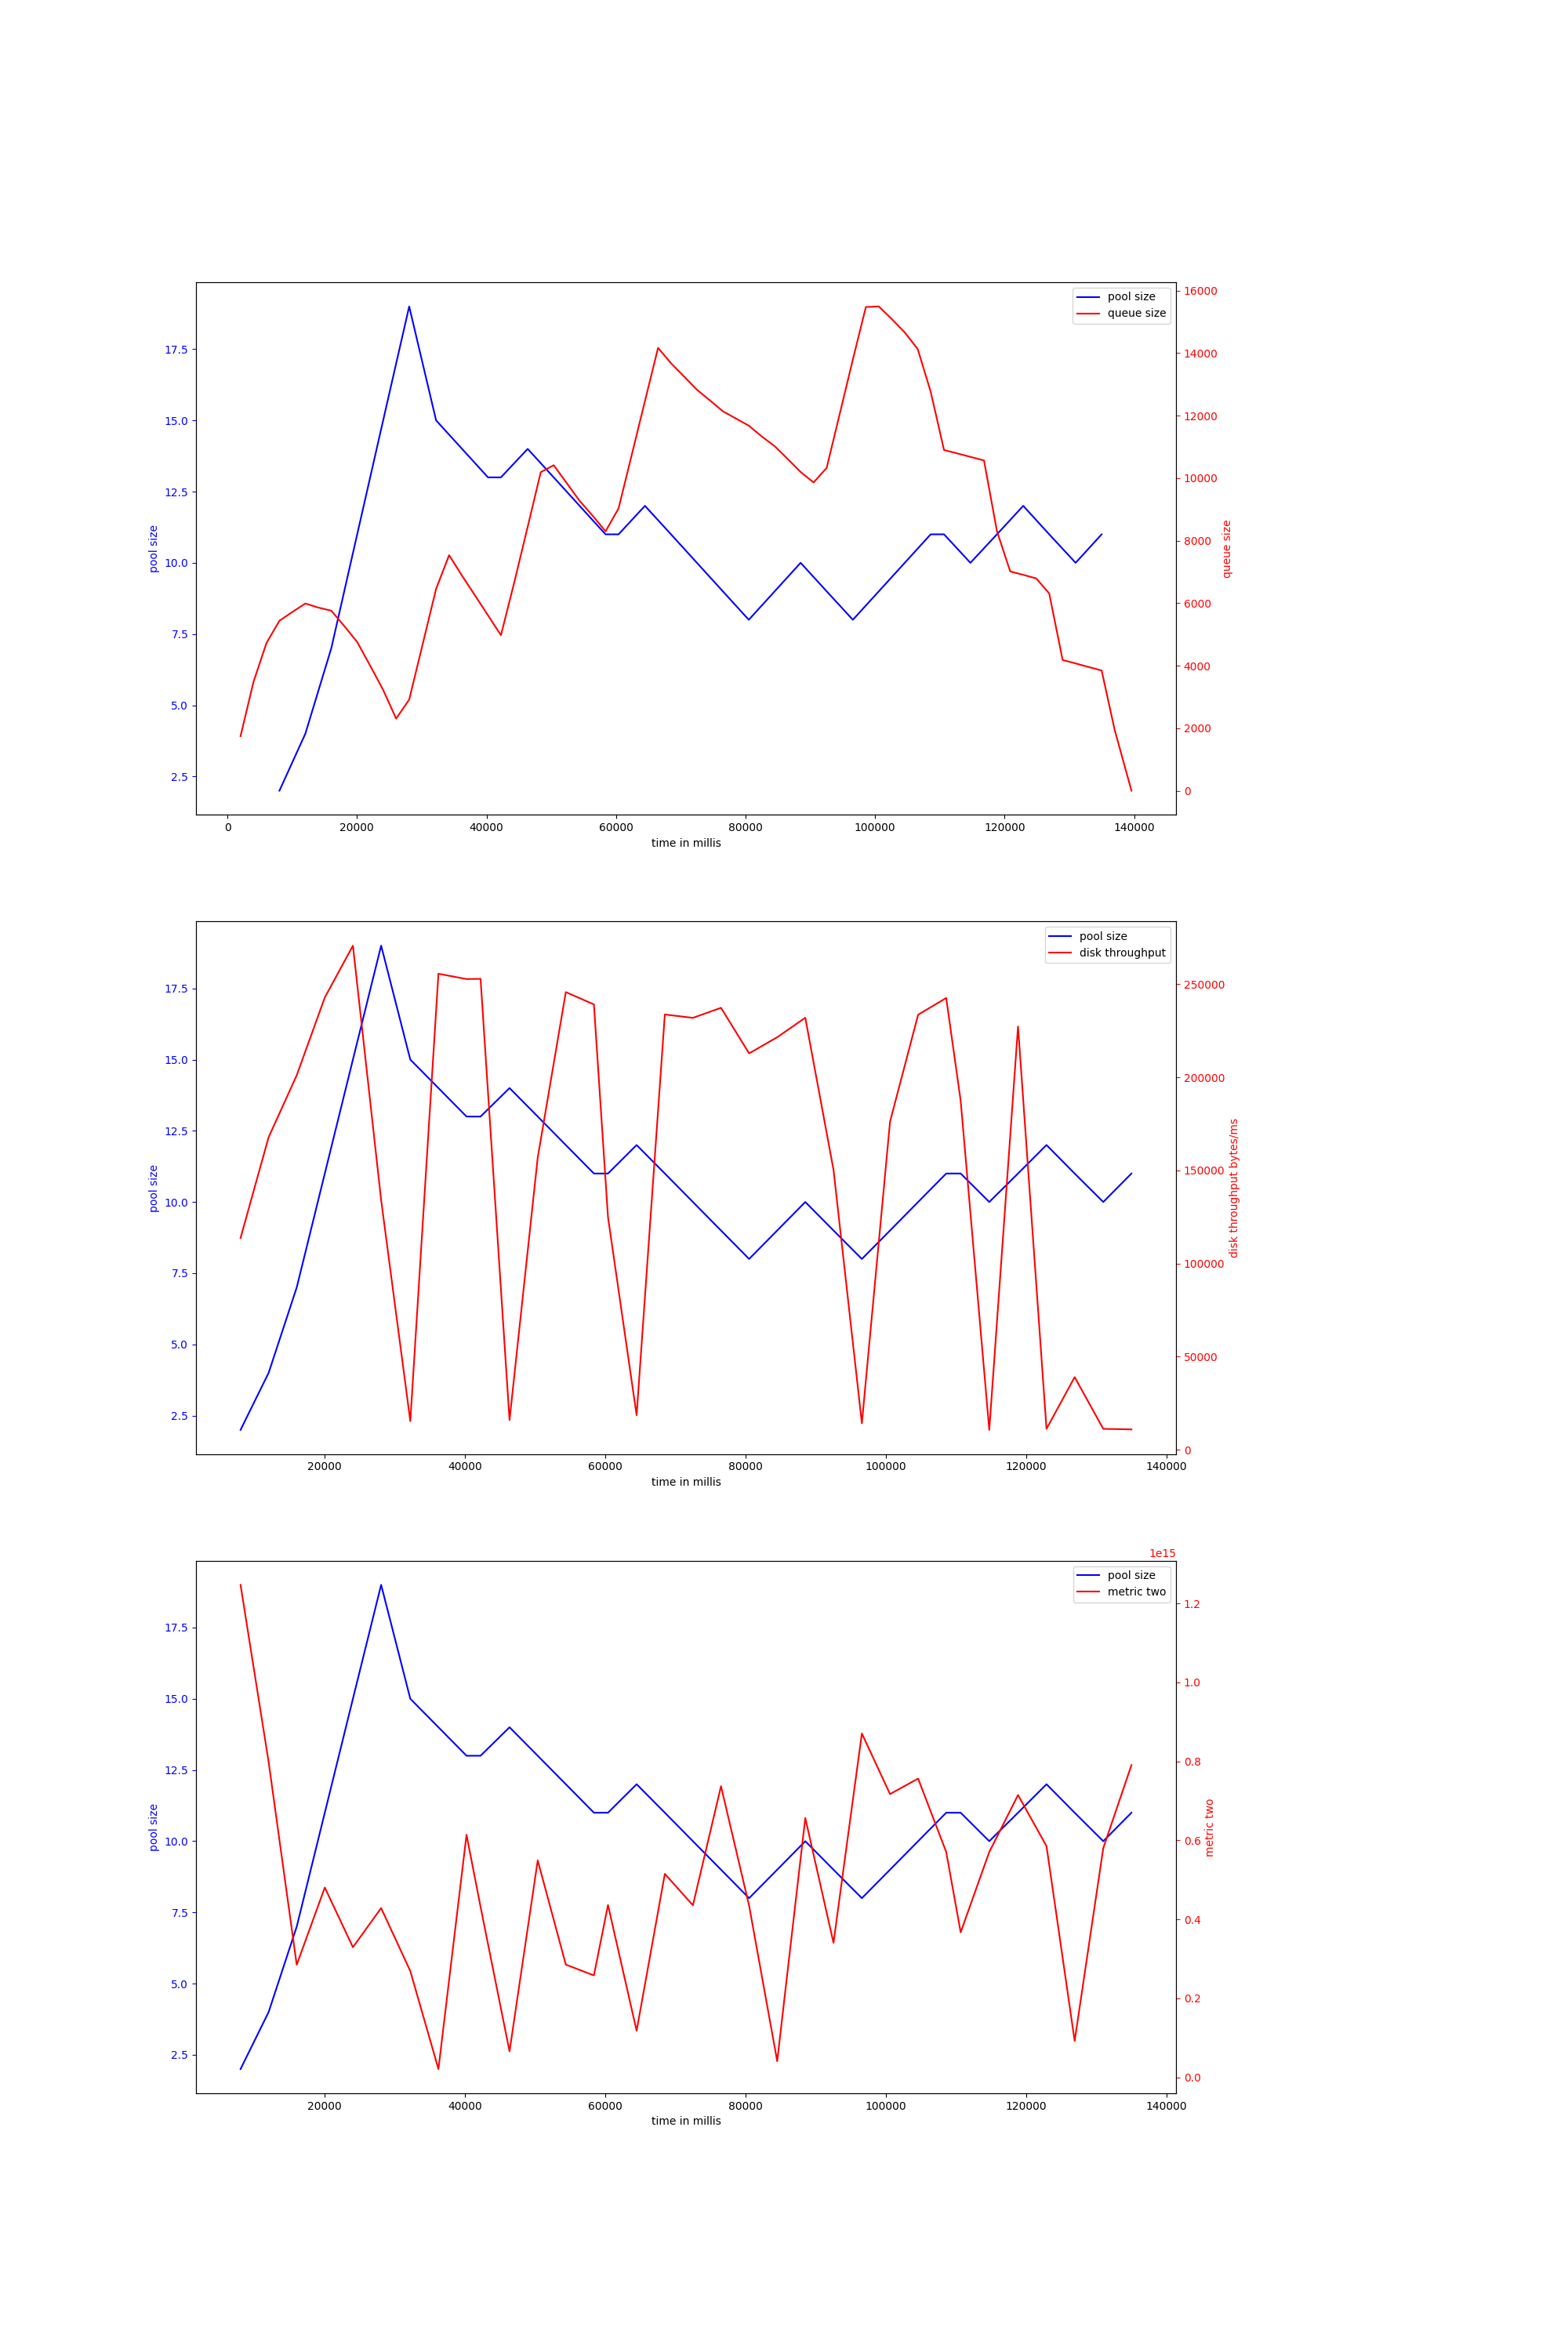 pool size
queue size
17.5
15.0
12.5
10.0
7.5
5.0
2.5
pool size
16000
14000
12000
10000
8000
6000
4000
2000
0
queue size
0 20000 40000 60000 80000 100000 120000 140000
time in millis
pool size
disk throughput
17.5
15.0
12.5
10.0
7.5
5.0
2.5
pool size
250000
200000
150000
100000
50000
0
disk throughput bytes/ms
20000 40000 60000 80000 100000 120000 140000
time in millis
1e15
pool size
metric two
17.5
15.0
12.5
10.0
7.5
5.0
2.5
pool size
1.2
1.0
0.8
0.6
0.4
0.2
0.0
metric two
20000 40000 60000 80000 100000 120000 140000
time in millis